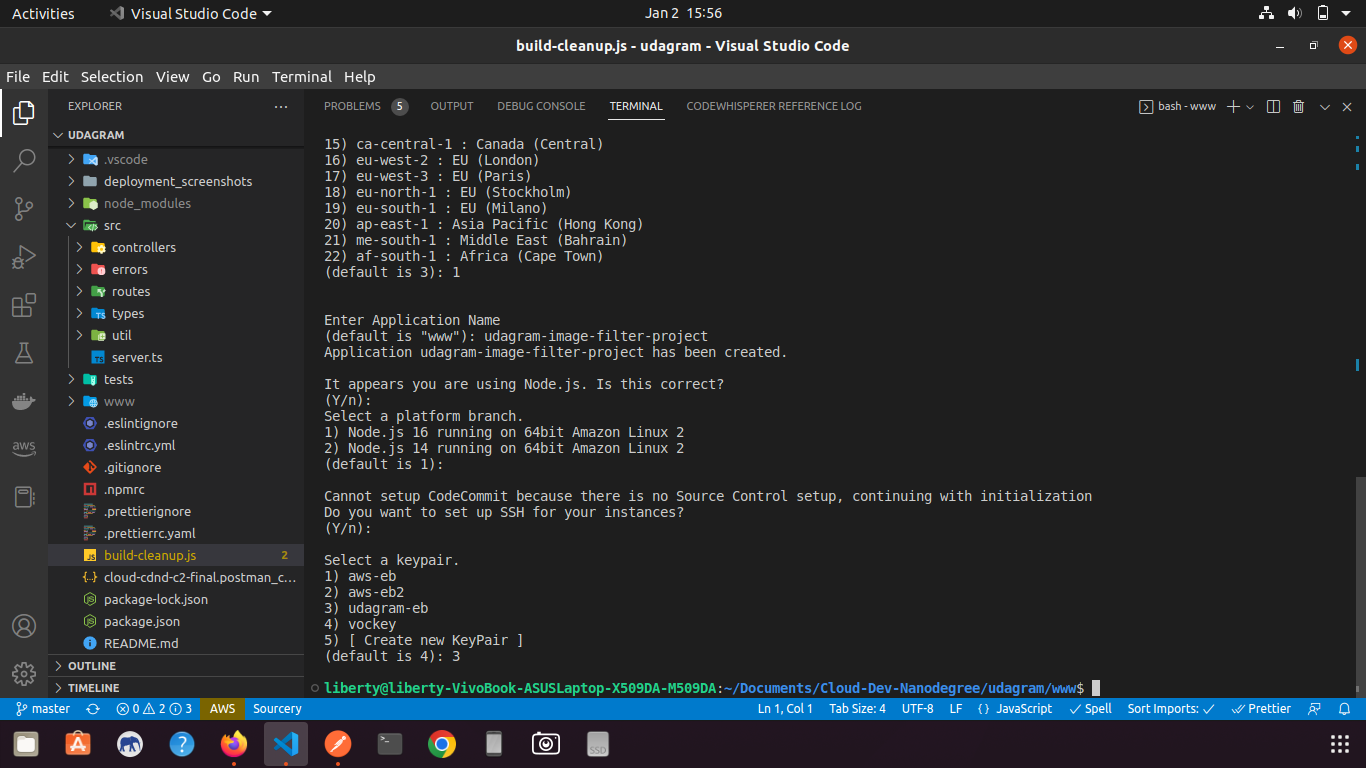 Activities
Visual Studio Code
Jan 2 15:56
build-cleanup.js - udagram - Visual Studio Code
File Edit Selection View Go Run Terminal Help
EXPLORER
UDAGRAM
.vscode
deployment_screenshots
node_modules
src
controllers
errors
routes
types
util
TS server.ts
tests
www
.eslintignore
.eslintrc.yml
.gitignore
.npmrc
.prettierignore
.prettierrc.yaml
JS build-cleanup.js 2
{·} cloud-cdnd-c2-final.postman_c...
package-lock.json
package.json
README.md
OUTLINE
TIMELINE
aws
PROBLEMS 5 OUTPUT DEBUG CONSOLE TERMINAL CODEWHISPERER REFERENCE LOG
bash - www
15) ca-central-1 : Canada (Central)
16) eu-west-2 : EU (London)
17) eu-west-3 : EU (Paris)
18) eu-north-1 : EU (Stockholm)
19) eu-south-1 : EU (Milano)
20) ap-east-1 : Asia Pacific (Hong Kong)
21) me-south-1 : Middle East (Bahrain)
22) af-south-1 : Africa (Cape Town)
(default is 3): 1
Enter Application Name
(default is "www"): udagram-image-filter-project
Application udagram-image-filter-project has been created.
It appears you are using Node.js. Is this correct?
(Y/n):
Select a platform branch.
1) Node.js 16 running on 64bit Amazon Linux 2
2) Node.js 14 running on 64bit Amazon Linux 2
(default is 1):
Cannot setup CodeCommit because there is no Source Control setup, continuing with initialization
Do you want to set up SSH for your instances?
(Y/n):
Select a keypair.
1) aws-eb
2) aws-eb2
3) udagram-eb
4) vockey
5) [ Create new KeyPair ]
(default is 4): 3
liberty@liberty-VivoBook-ASUSLaptop-X509DA-M509DA:~/Documents/Cloud-Dev-Nanodegree/udagram/www$
master 0 2 3 AWS Sourcery Ln 1, Col 1 Tab Size: 4 UTF-8 LF {} JavaScript Spell Sort Imports: Prettier
SSD